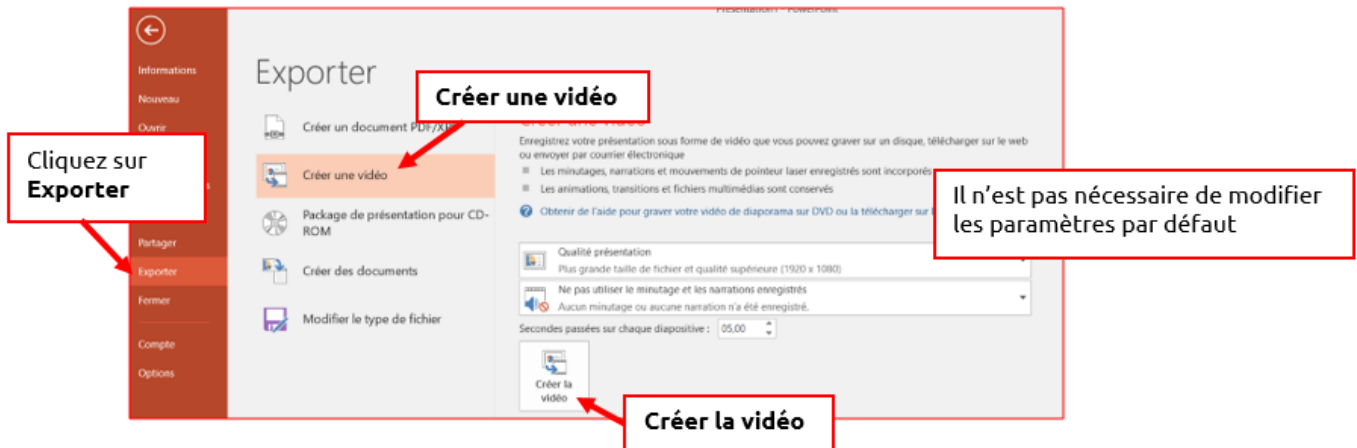 Présentation1 - PowerPoint
Informations
Nouveau
Ouvrir
Partager
Exporter
Fermer
Compte
Options
Cliquez sur
Exporter
Exporter
Créer un document PDF/X
Créer une vidéo
Package de présentation pour CD-
ROM
Créer des documents
Modifier le type de fichier
Créer une vidéo
Créer une vidéo
Enregistrez votre présentation sous forme de vidéo que vous pouvez graver sur un disque, télécharger sur le web
ou envoyer par courrier électronique
Les minutages, narrations et mouvements de pointeur laser enregistrés sont incorporés
Les animations, transitions et fichiers multimédias sont conservés
Obtenir de l'aide pour graver votre vidéo de diaporama sur DVD ou la télécharger sur
Il n'est pas nécessaire de modifier
les paramètres par défaut
Qualité présentation
Plus grande taille de fichier et qualité supérieure (1920 x 1080)
Ne pas utiliser le minutage et les narrations enregistrés
Aucun minutage ou aucune narration n'a été enregistré.
Secondes passées sur chaque diapositive : 05,00
Créer la
vidéo
Créer la vidéo